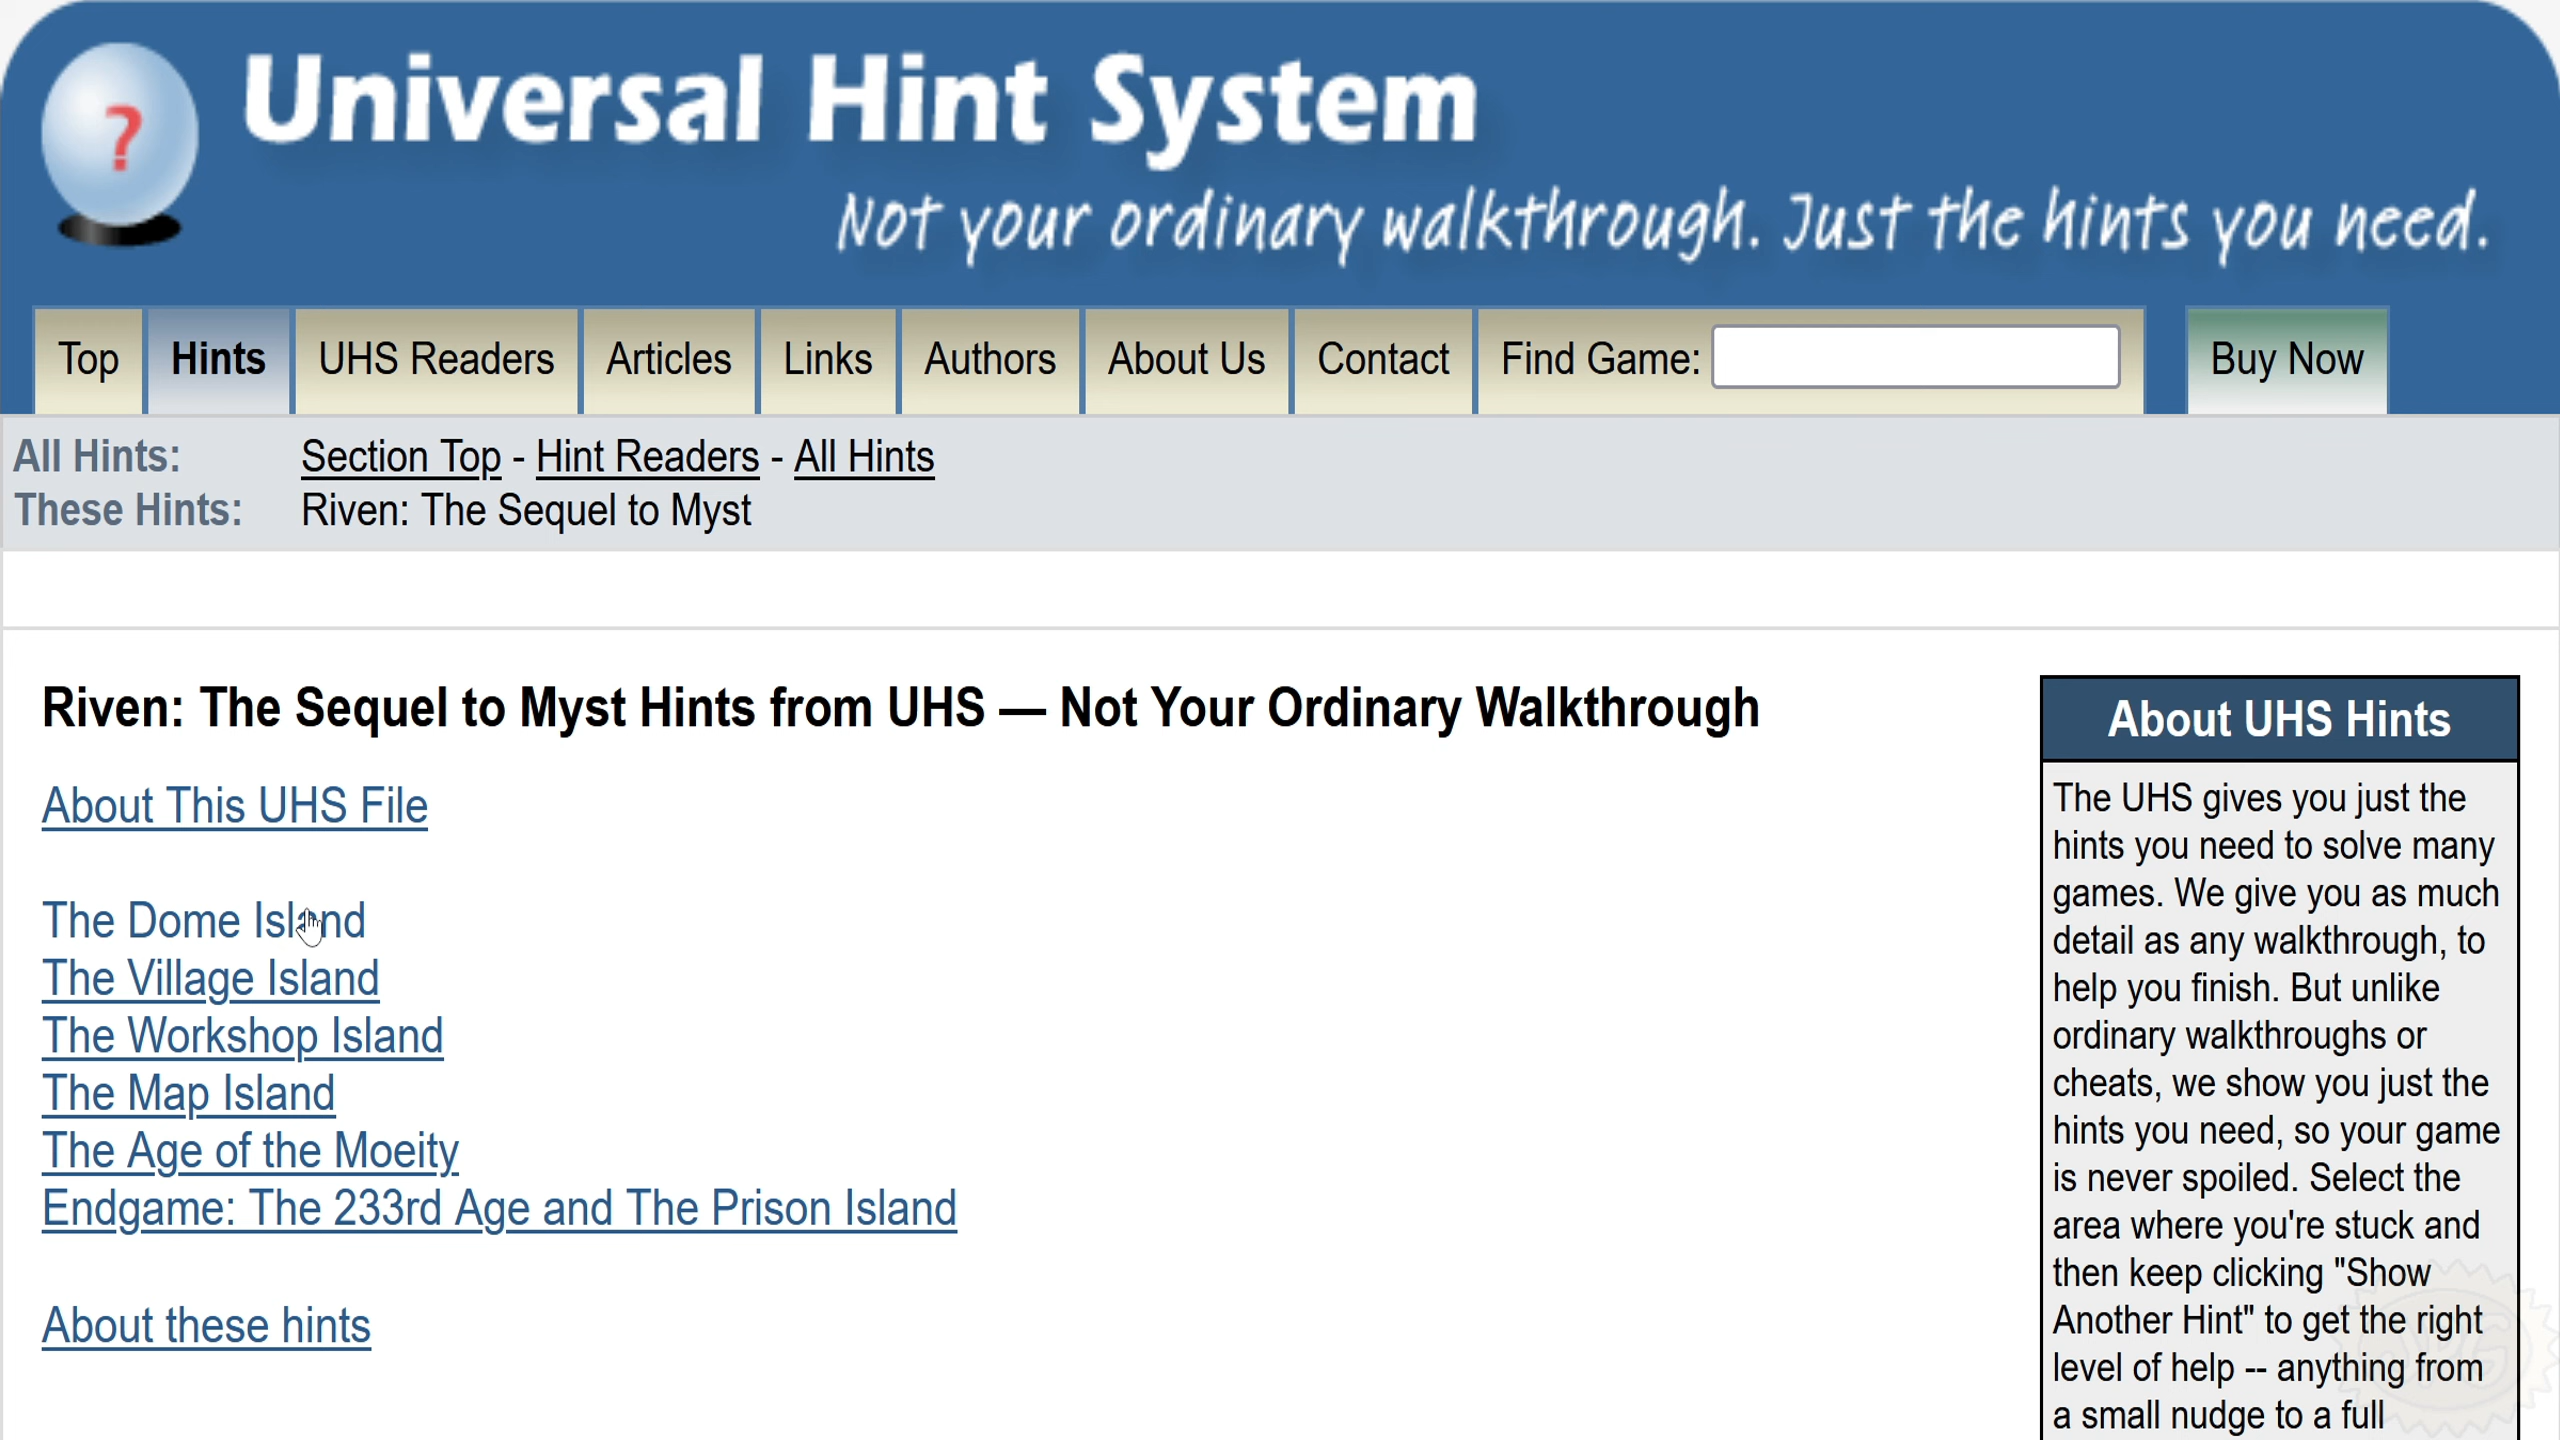 ?
Universal Hint System
Not your ordinary walkthrough. Just the hints you need.
Top Hints UHS Readers Articles Links Authors About Us Contact Find Game: Buy Now
All Hints: Section Top - Hint Readers - All Hints
These Hints: Riven: The Sequel to Myst
Riven: The Sequel to Myst Hints from UHS — Not Your Ordinary Walkthrough
About This UHS File
The Dome Island
The Village Island
The Workshop Island
The Map Island
The Age of the Moeity
Endgame: The 233rd Age and The Prison Island
About these hints
About UHS Hints
The UHS gives you just the
hints you need to solve many
games. We give you as much
detail as any walkthrough, to
help you finish. But unlike
ordinary walkthroughs or
cheats, we show you just the
hints you need, so your game
is never spoiled. Select the
area where you're stuck and
then keep clicking "Show
Another Hint" to get the right
level of help -- anything from
a small nudge to a full